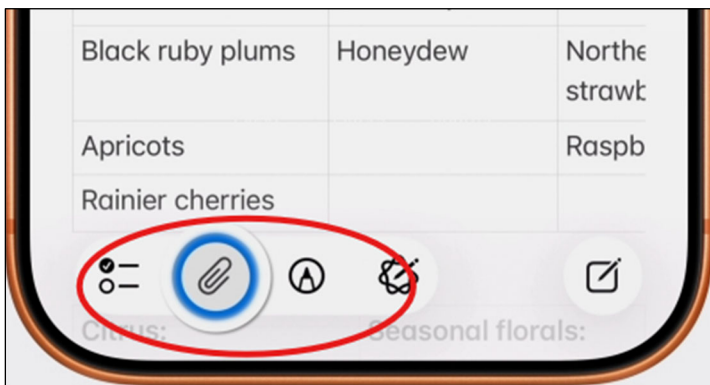 Black ruby plums Honeydew Northe
strawb
Apricots Raspb
Rainier cherries
Citrus: Seasonal florals: